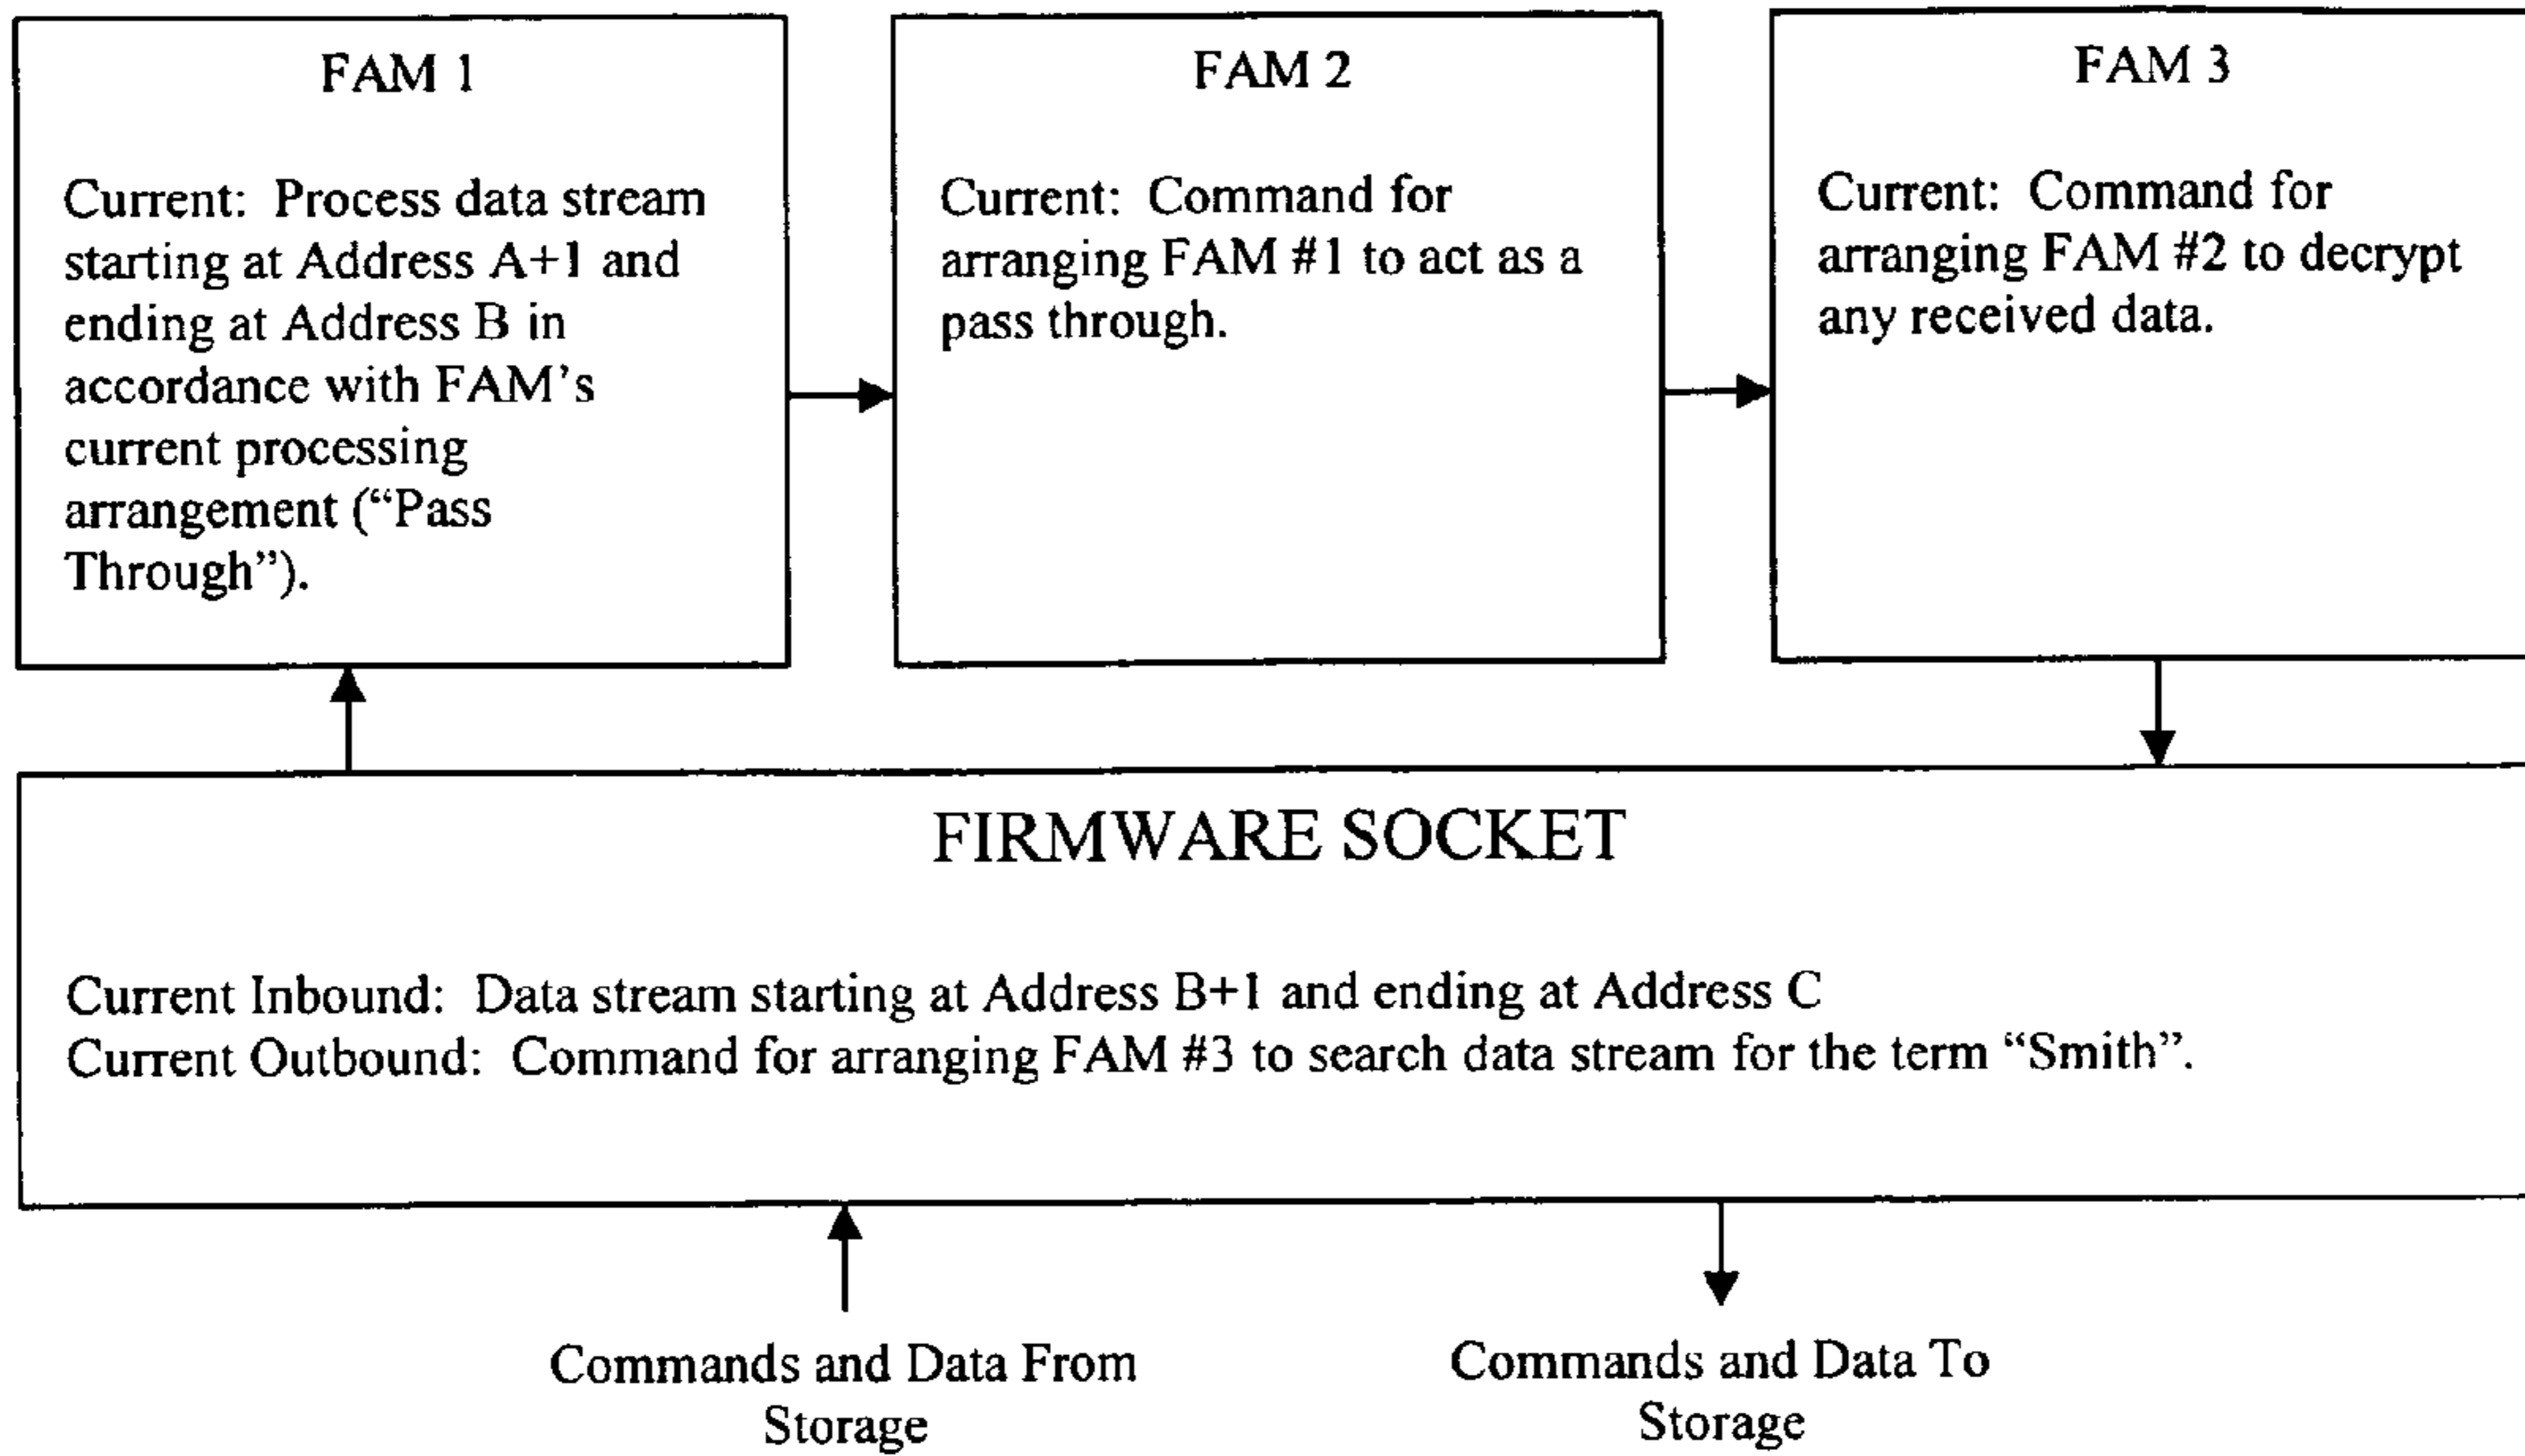 FAM 1
Current: Process data stream
starting at Address A+1 and
ending at Address B in
accordance with FAM's
current processing
arrangement (“Pass
Through”).
FAM 2
Current: Command for
arranging FAM #1 to act as a
pass through.
FAM 3
Current: Command for
arranging FAM #2 to decrypt
any received data.
FIRMWARE SOCKET
Current Inbound: Data stream starting at Address B+1 and ending at Address C
Current Outbound: Command for arranging FAM #3 to search data stream for the term “Smith”.
Commands and Data From
Storage
Commands and Data To
Storage